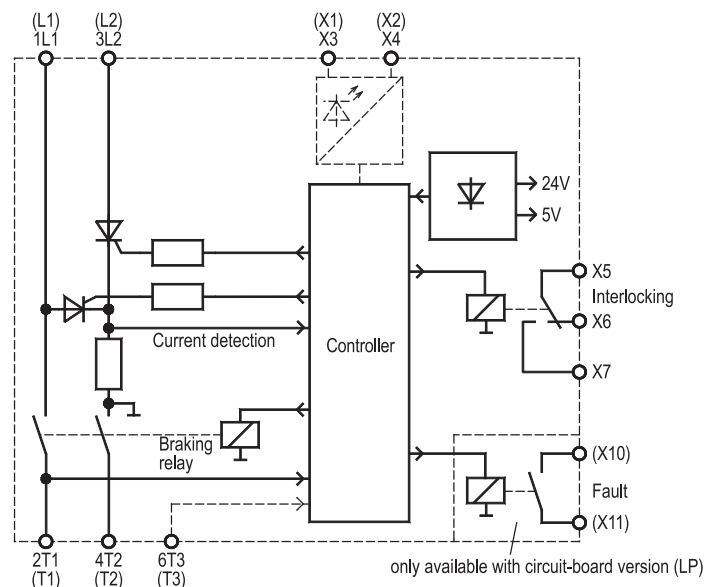 (L1)
1L1
(L2)
3L2
(X1)
X3
(X2)
X4
24V
5V
X5
Interlocking
X6
X7
Current detection
Controller
Braking
relay
(X10)
Fault
(X11)
2T1
(T1)
4T2
(T2)
6T3
(T3)
only available with circuit-board version (LP)